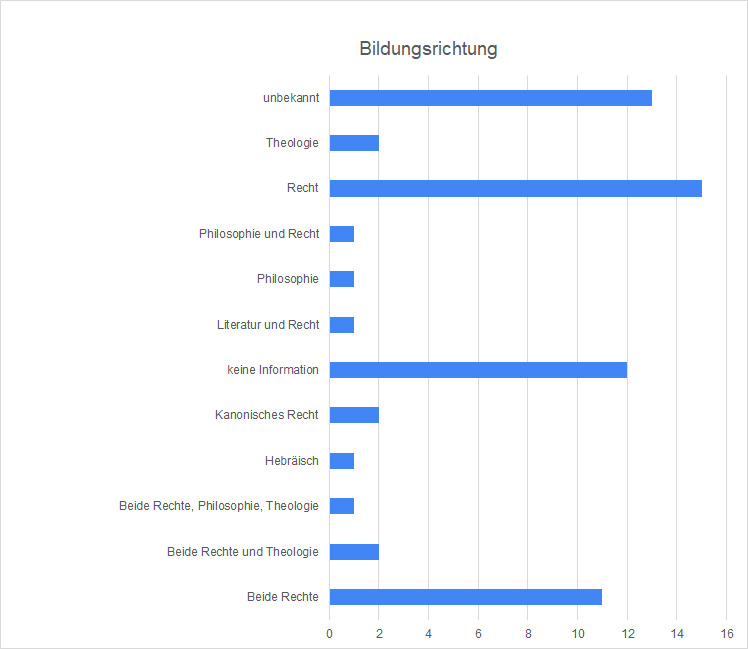 Bildungsrichtung
unbekannt
Theologie
Recht
Philosophie und Recht
Philosophie
Literatur und Recht
keine Information
Kanonisches Recht
Hebräisch
Beide Rechte, Philosophie, Theologie
Beide Rechte und Theologie
Beide Rechte
0 2 4 6 8 10 12 14 16